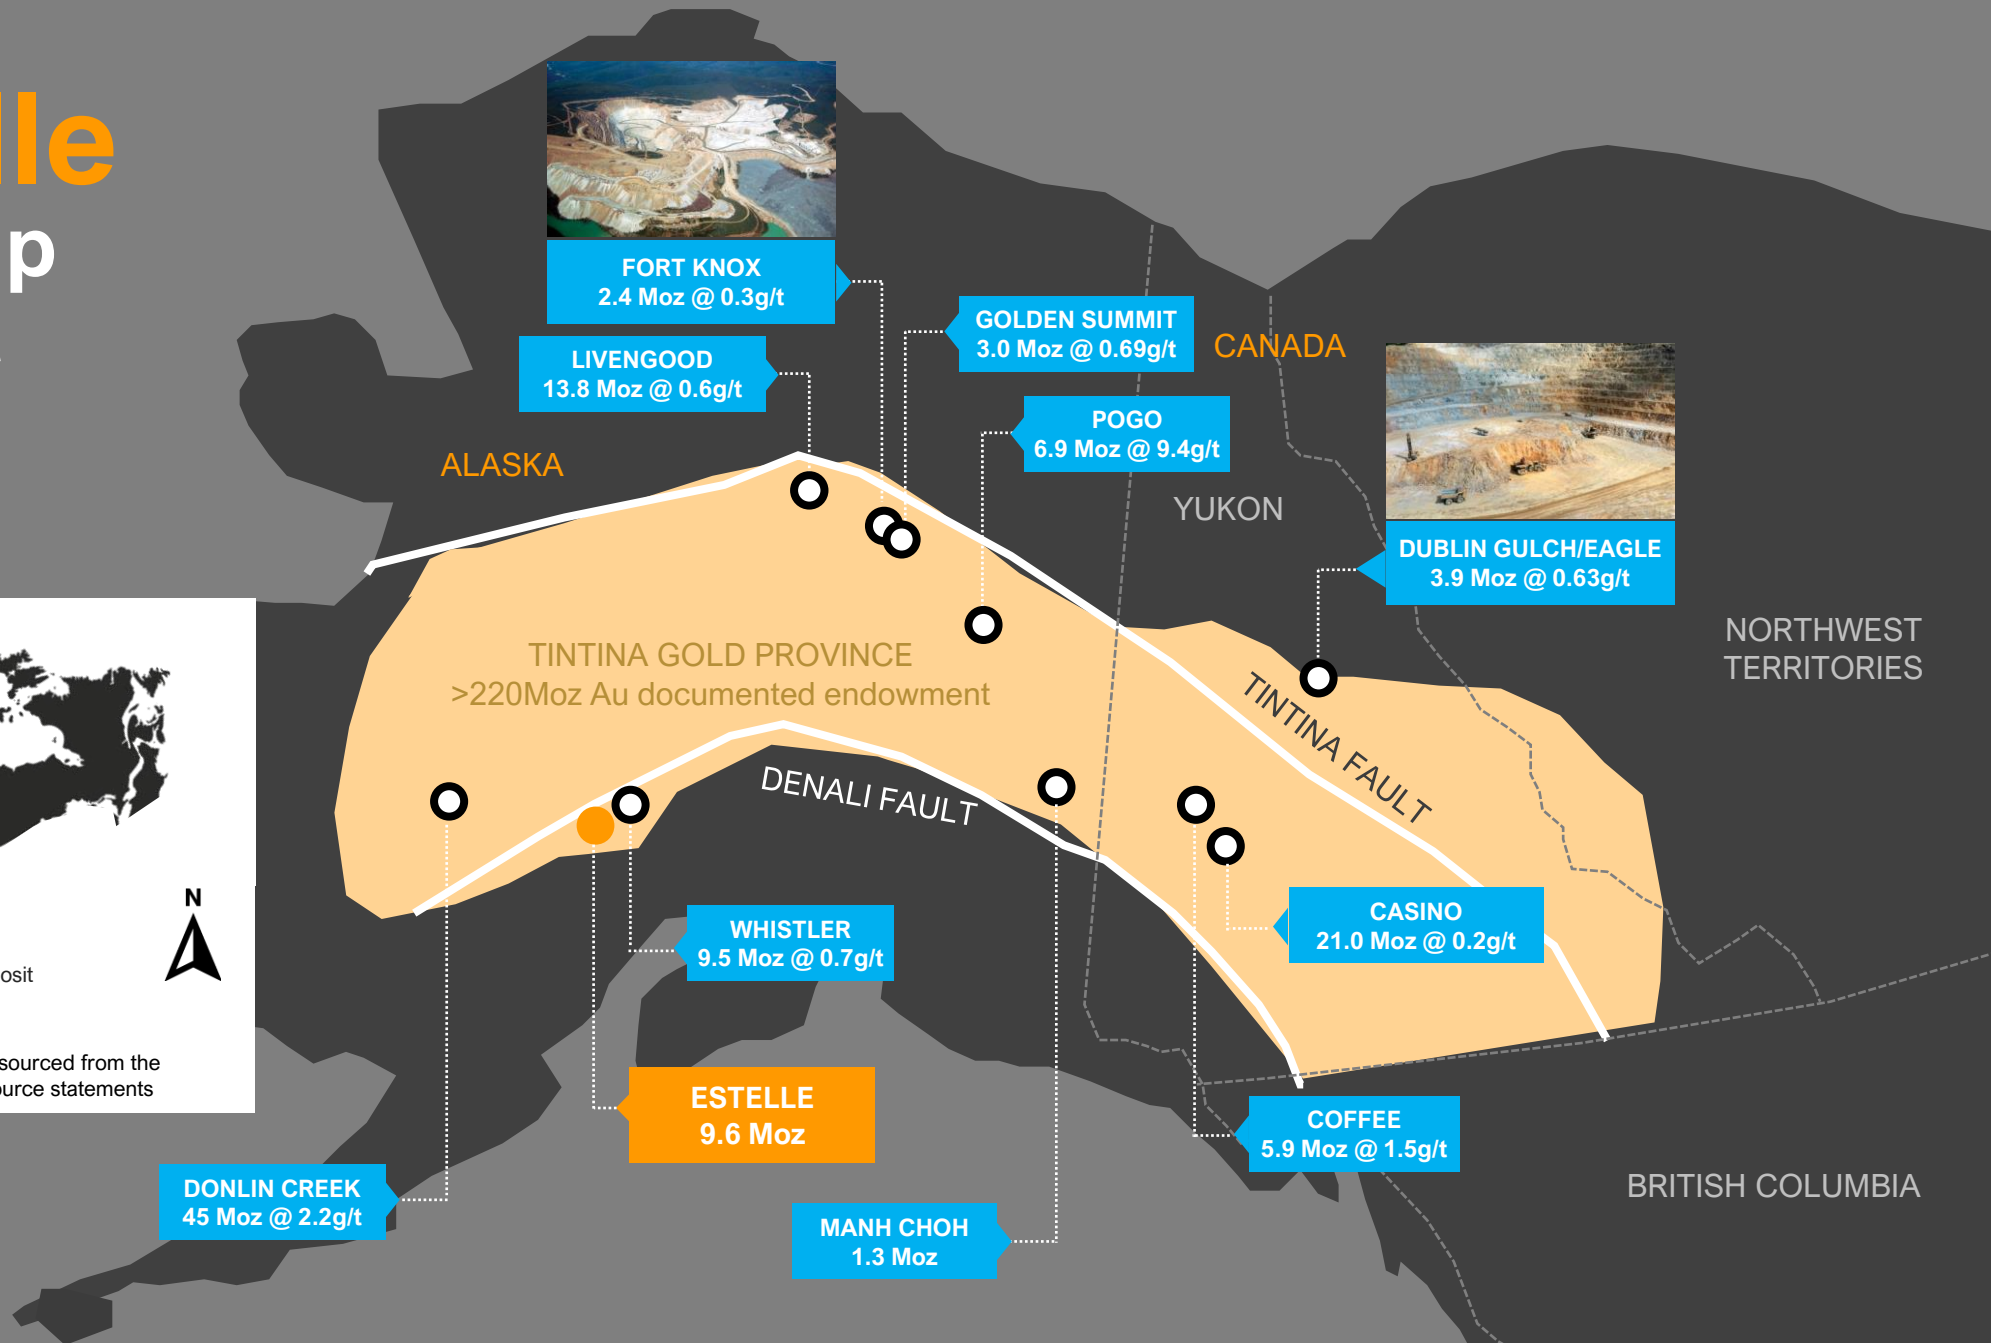 lle
p
FORT KNOX
2.4 Moz @ 0.3g/t
GOLDEN SUMMIT
3.0 Moz @ 0.69g/t
CANADA
LIVENGOOD
13.8 Moz @ 0.6g/t
POGO
6.9 Moz @ 9.4g/t
ALASKA
YUKON
DUBLIN GULCH/EAGLE
3.9 Moz @ 0.63g/t
NORTHWEST
TERRITORIES
TINTINA GOLD PROVINCE
>220Moz Au documented endowment
TINTINA FAULT
DENALI FAULT
N
WHISTLER
9.5 Moz @ 0.7g/t
CASINO
21.0 Moz @ 0.2g/t
osit
sourced from the
ource statements
ESTELLE
9.6 Moz
COFFEE
5.9 Moz @ 1.5g/t
DONLIN CREEK
45 Moz @ 2.2g/t
BRITISH COLUMBIA
MANH CHOH
1.3 Moz